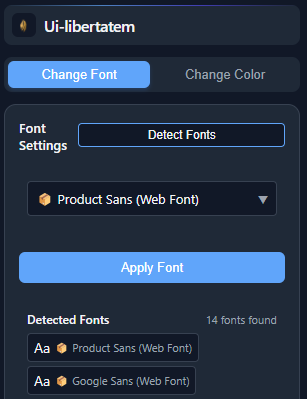 Ui-libertatem
Change Font Change Color
Font Settings
Detect Fonts
Product Sans (Web Font)
Apply Font
Detected Fonts 14 fonts found
Aa Product Sans (Web Font)
Aa Google Sans (Web Font)